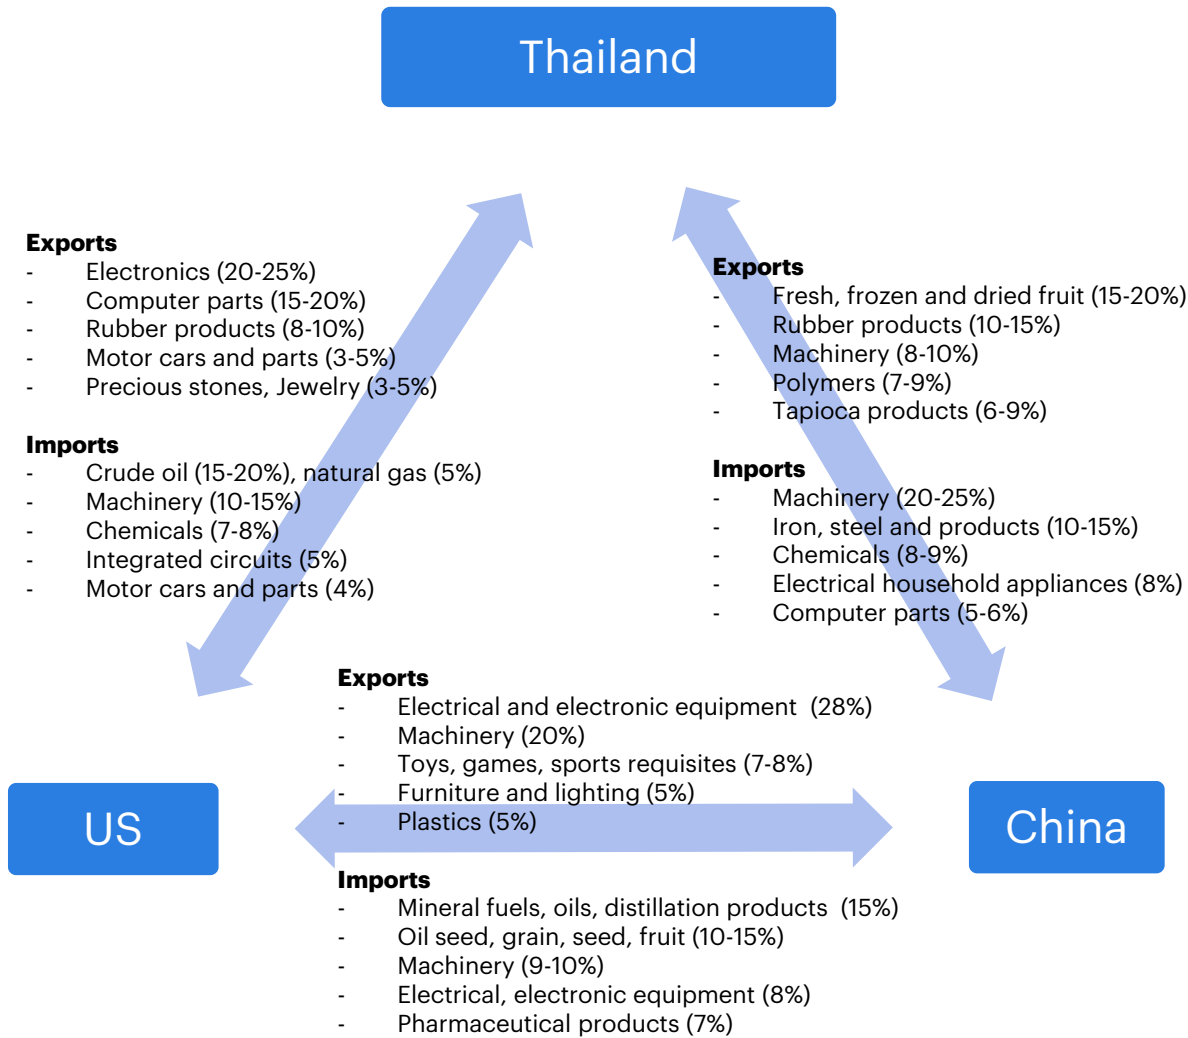 Thailand
Exports
- Electronics (20-25%)
- Computer parts (15-20%)
- Rubber products (8-10%)
- Motor cars and parts (3-5%)
- Precious stones, Jewelry (3-5%)
Imports
- Crude oil (15-20%), natural gas (5%)
- Machinery (10-15%)
- Chemicals (7-8%)
- Integrated circuits (5%)
- Motor cars and parts (4%)
Exports
- Fresh, frozen and dried fruit (15-20%)
- Rubber products (10-15%)
- Machinery (8-10%)
- Polymers (7-9%)
- Tapioca products (6-9%)
Imports
- Machinery (20-25%)
- Iron, steel and products (10-15%)
- Chemicals (8-9%)
- Electrical household appliances (8%)
- Computer parts (5-6%)
Exports
- Electrical and electronic equipment (28%)
- Machinery (20%)
- Toys, games, sports requisites (7-8%)
- Furniture and lighting (5%)
- Plastics (5%)
US
China
Imports
- Mineral fuels, oils, distillation products (15%)
- Oil seed, grain, seed, fruit (10-15%)
- Machinery (9-10%)
- Electrical, electronic equipment (8%)
- Pharmaceutical products (7%)